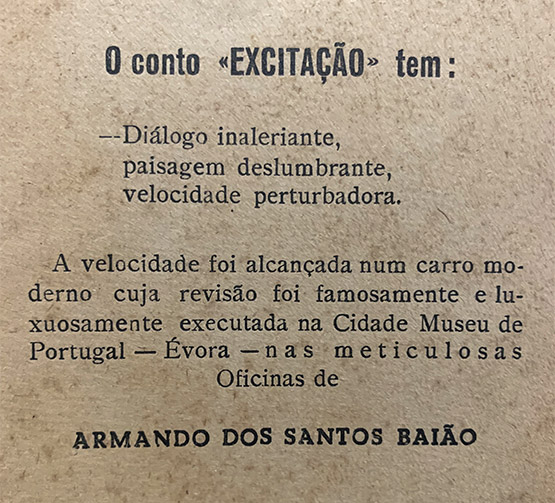 O conto «EXCITAÇÃO» tem:
—Diálogo inaleriante,
paisagem deslumbrante,
velocidade perturbadora.
A velocidade foi alcançada num carro mo-
derno cuja revisão foi famosamente e lu-
xuosamente executada na Cidade Museu de
Portugal — Évora — nas meticulosas
Oficinas de
ARMANDO DOS SANTOS BAIÃO